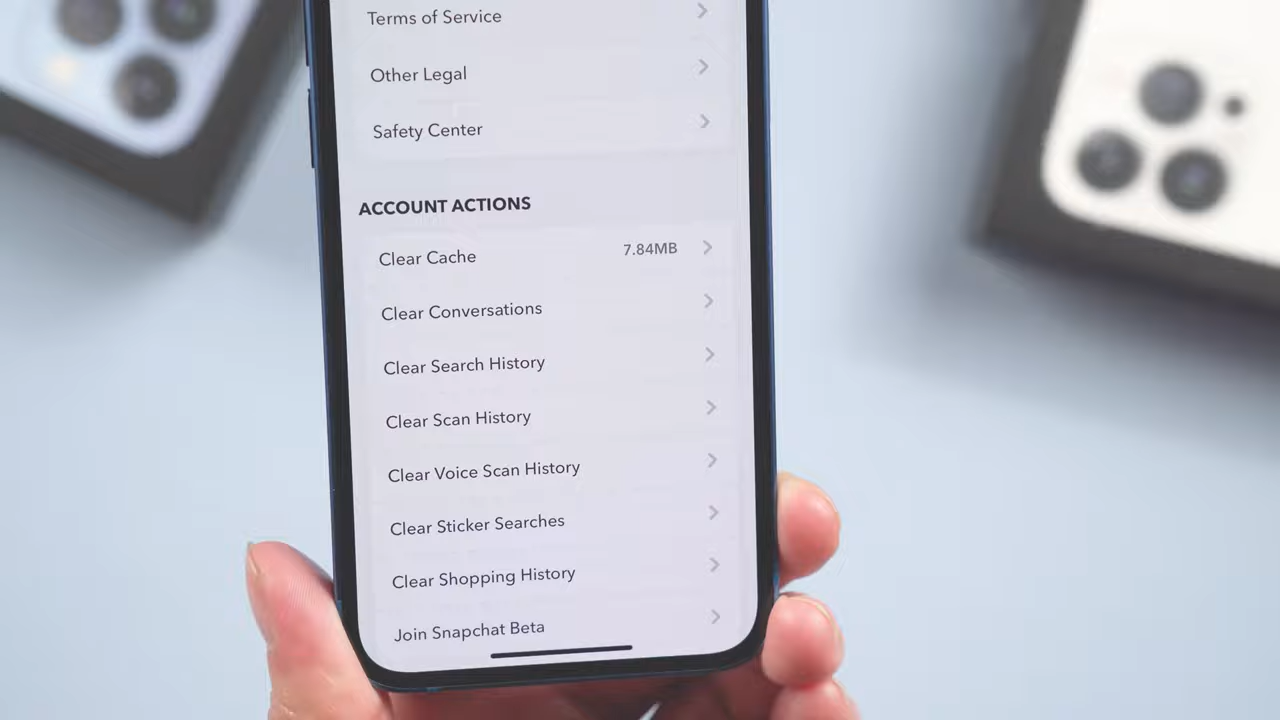 Terms of Service
Other Legal
Safety Center
ACCOUNT ACTIONS
Clear Cache 7.84MB
Clear Conversations
Clear Search History
Clear Scan History
Clear Voice Scan History
Clear Sticker Searches
Clear Shopping History
Join Snapchat Beta